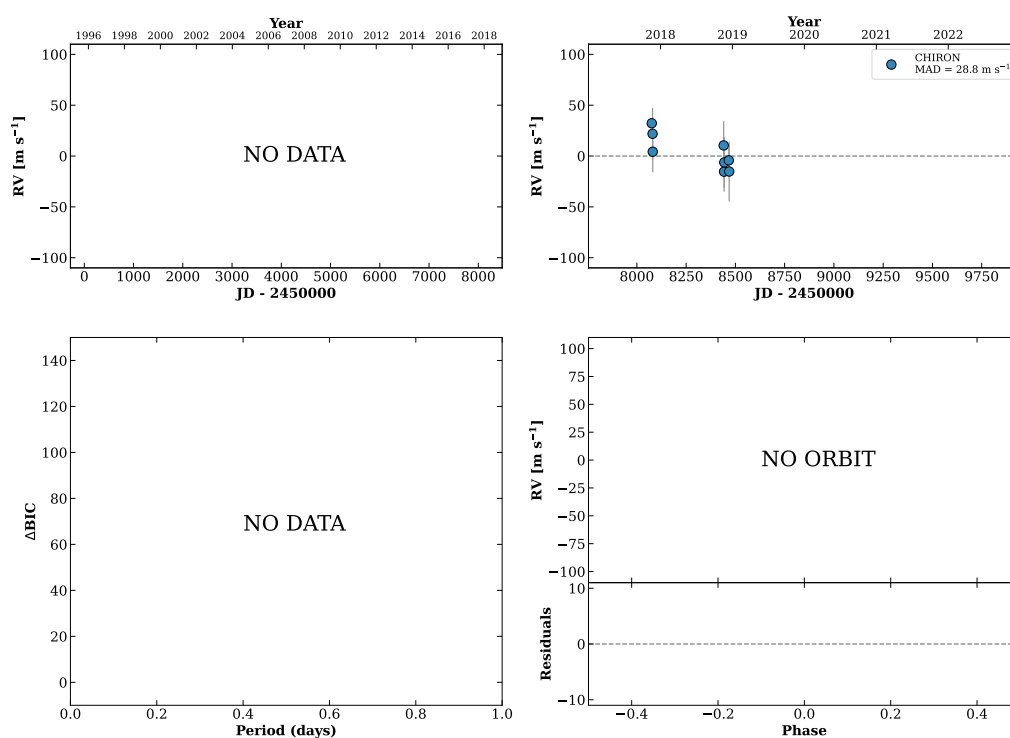 Year
1996 1998 2000 2002 2004 2006 2008 2010 2012 2014 2016 2018
100
50
0
−50
−100
RV [m s⁻¹]
NO DATA
0 1000 2000 3000 4000 5000 6000 7000 8000
JD - 2450000
Year
2018 2019 2020 2021 2022
CHIRON
MAD = 28.8 m s⁻¹
100
50
0
−50
−100
RV [m s⁻¹]
8000 8250 8500 8750 9000 9250 9500 9750
JD - 2450000
140
120
100
80
60
40
20
0
ΔBIC
NO DATA
0.0 0.2 0.4 0.6 0.8 1.0
Period (days)
100
75
50
25
0
−25
−50
−75
−100
RV [m s⁻¹]
NO ORBIT
10
0
−10
Residuals
−0.4 −0.2 0.0 0.2 0.4
Phase